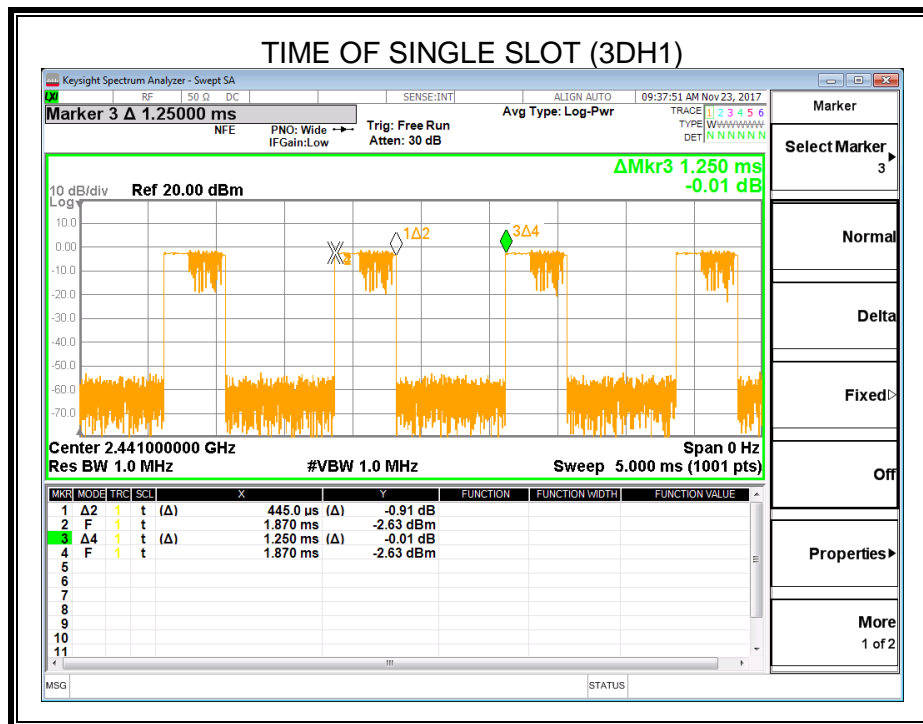 TIME OF SINGLE SLOT (3DH1)
Keysight Spectrum Analyzer - Swept SA
LXI RF 50 Ω DC SENSE:INT ALIGN AUTO 09:37:51 AM Nov 23, 2017
Marker 3 Δ 1.25000 ms
NFE
PNO: Wide
IFGain:Low
Trig: Free Run
Atten: 30 dB
Avg Type: Log-Pwr
TRACE 1 2 3 4 5 6
TYPE WWWWWW
DET N N N N N N
ΔMkr3 1.250 ms
-0.01 dB
10 dB/div Ref 20.00 dBm
Log
10.0
0.00
-10.0
-20.0
-30.0
-40.0
-50.0
-60.0
-70.0
1Δ2
3Δ4
Center 2.441000000 GHz Span 0 Hz
Res BW 1.0 MHz #VBW 1.0 MHz Sweep 5.000 ms (1001 pts)
MKR MODE TRC SCL X Y FUNCTION FUNCTION WIDTH FUNCTION VALUE
1 Δ2 1 t (Δ) 445.0 µs (Δ) -0.91 dB
2 F 1 t 1.870 ms -2.63 dBm
3 Δ4 1 t (Δ) 1.250 ms (Δ) -0.01 dB
4 F 1 t 1.870 ms -2.63 dBm
5
6
7
8
9
10
11
MSG STATUS
Marker
Select Marker
3
Normal
Delta
Fixed
Off
Properties
More
1 of 2